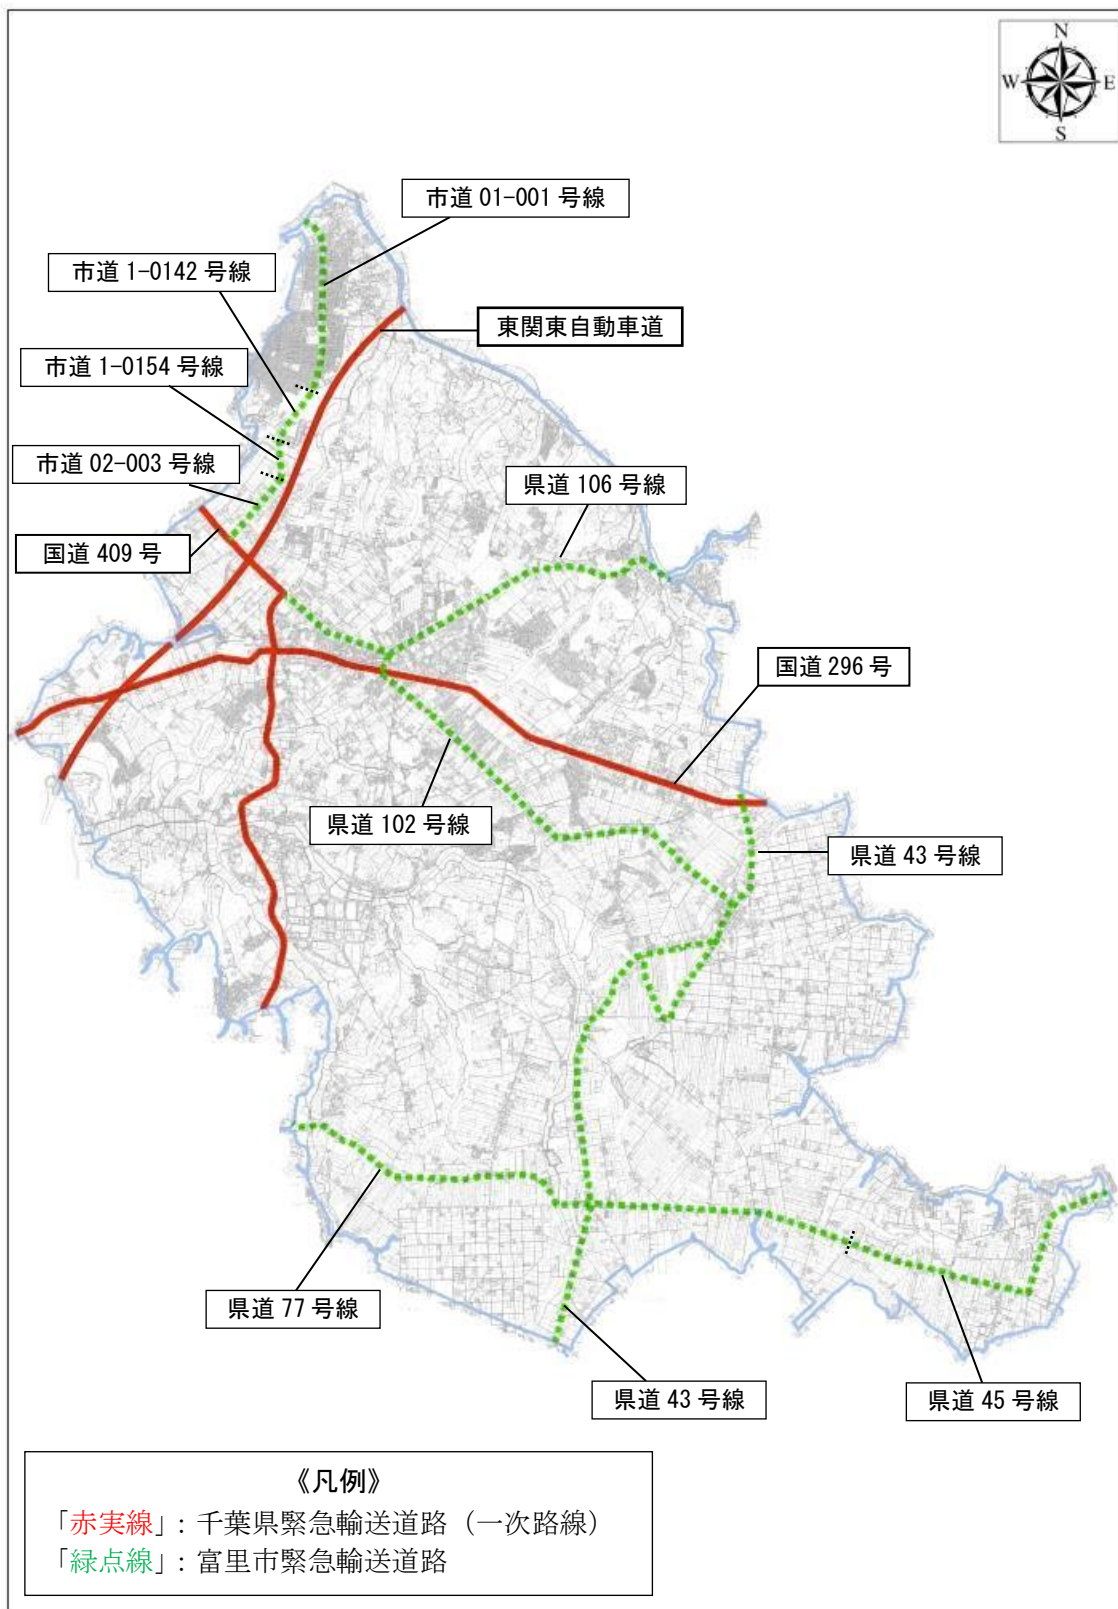 N
W
E
S
市道 01-001 号線
市道 1-0142 号線
東関東自動車道
市道 1-0154 号線
市道 02-003 号線
県道 106 号線
国道 409 号
国道 296 号
県道 102 号線
県道 43 号線
県道 77 号線
県道 43 号線
県道 45 号線
《凡例》
「赤実線」：千葉県緊急輸送道路（一次路線）
「緑点線」：富里市緊急輸送道路